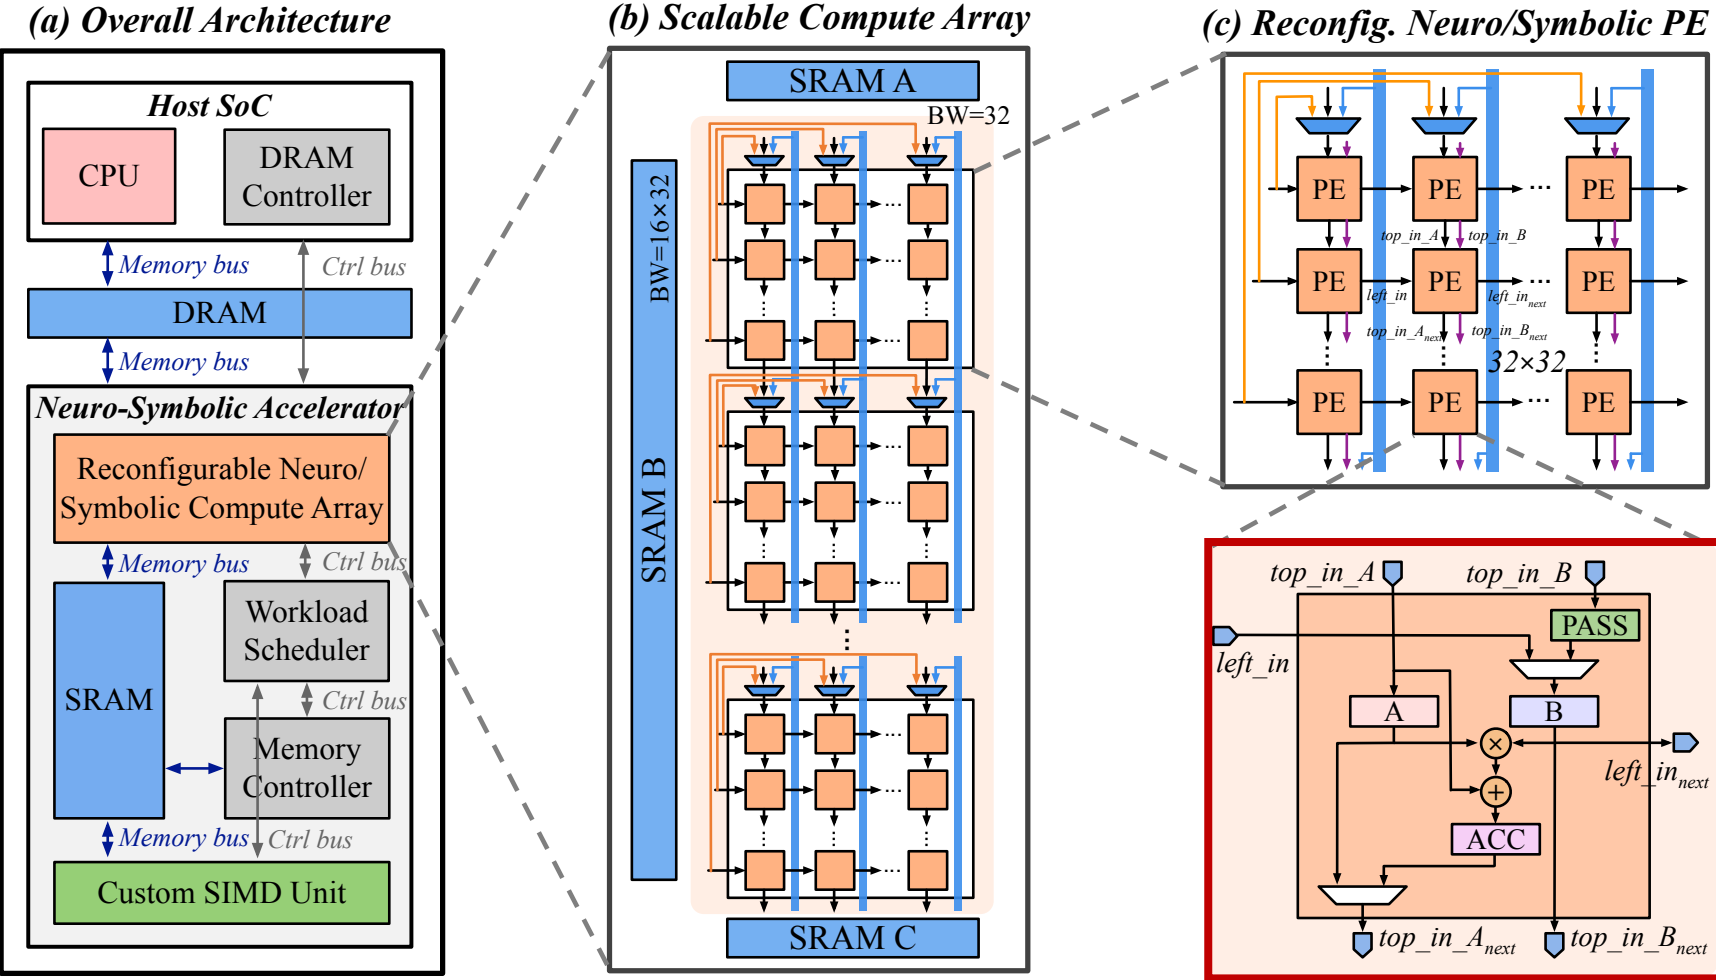 (a) Overall Architecture
Host SoC
CPU
DRAM
Controller
Memory bus
Ctrl bus
DRAM
Memory bus
Neuro-Symbolic Accelerator
Reconfigurable Neuro/
Symbolic Compute Array
Memory bus
Ctrl bus
SRAM
Workload
Scheduler
Ctrl bus
Memory
Controller
Memory bus
Ctrl bus
Custom SIMD Unit
(b) Scalable Compute Array
SRAM A
BW=32
BW=16×32
SRAM B
...
...
...
...
...
...
...
...
...
SRAM C
(c) Reconfig. Neuro/Symbolic PE
PE PE ... PE
top_in_A top_in_B
PE PE ... PE
left_in left_in_next
top_in_A_next top_in_B_next
32×32
PE PE ... PE
top_in_A top_in_B
PASS
left_in
A B
×
left_in_next
+
ACC
top_in_A_next top_in_B_next